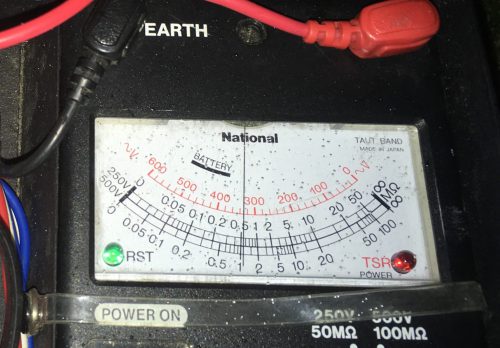 EARTH
National
TAUT BAND
MADE IN JAPAN
BATTERY
∿V 600 500 400 300 200 100 0 ∿V
250V 0 0.05 0.1 0.2 0.5 1 2 5 10 20 50 ∞ MΩ
500V 0 0.05 0.1 0.2 0.5 1 2 5 10 20 50 100 ∞
RST
TSR
POWER
POWER ON
250V 500V
50MΩ 100MΩ